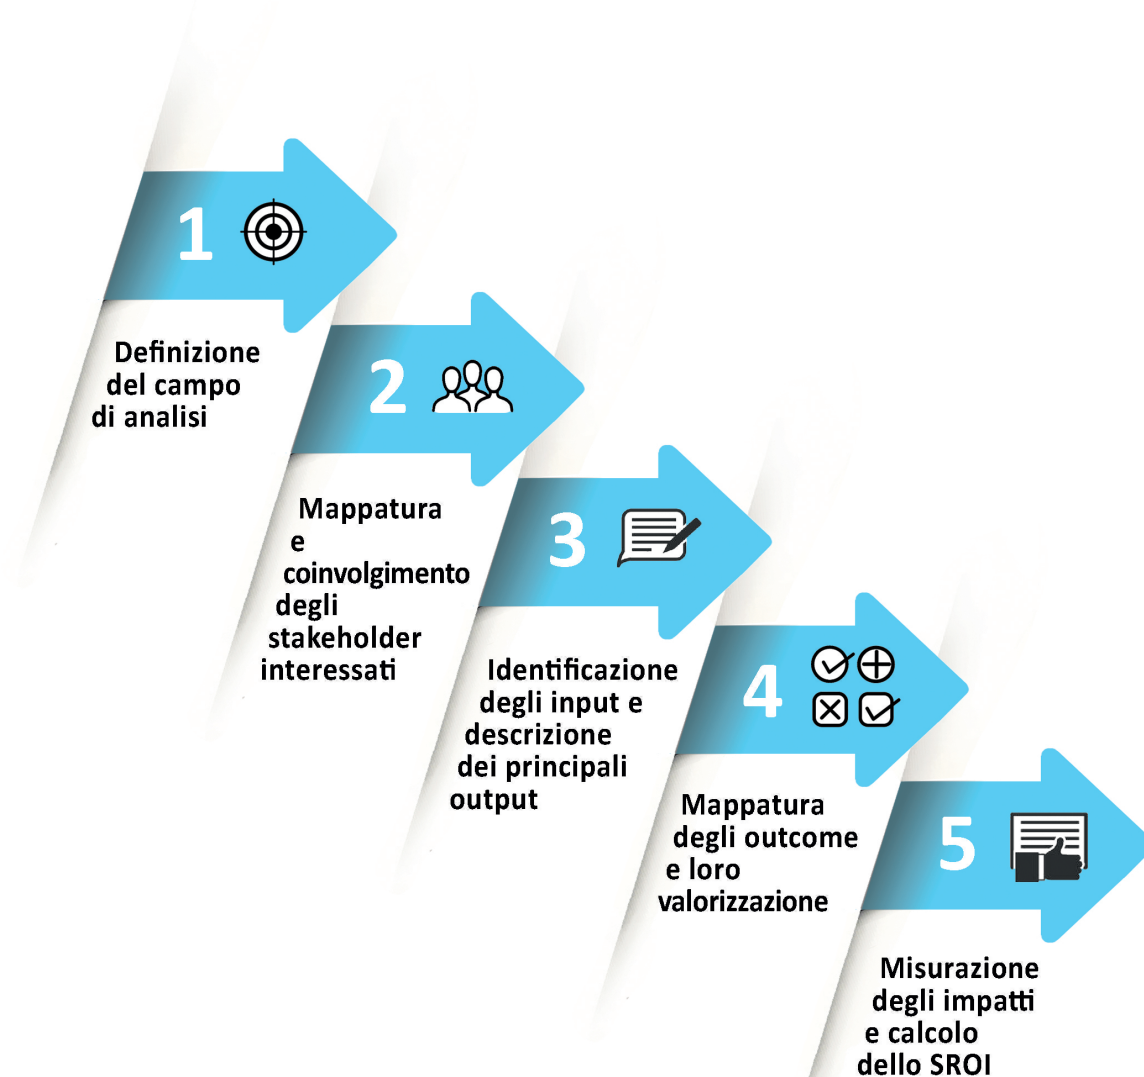 1
Definizione
del campo
di analisi
2
Mappatura
e
coinvolgimento
degli
stakeholder
interessati
3
Identificazione
degli input e
descrizione
dei principali
output
4
Mappatura
degli outcome
e loro
valorizzazione
5
Misurazione
degli impatti
e calcolo
dello SROI